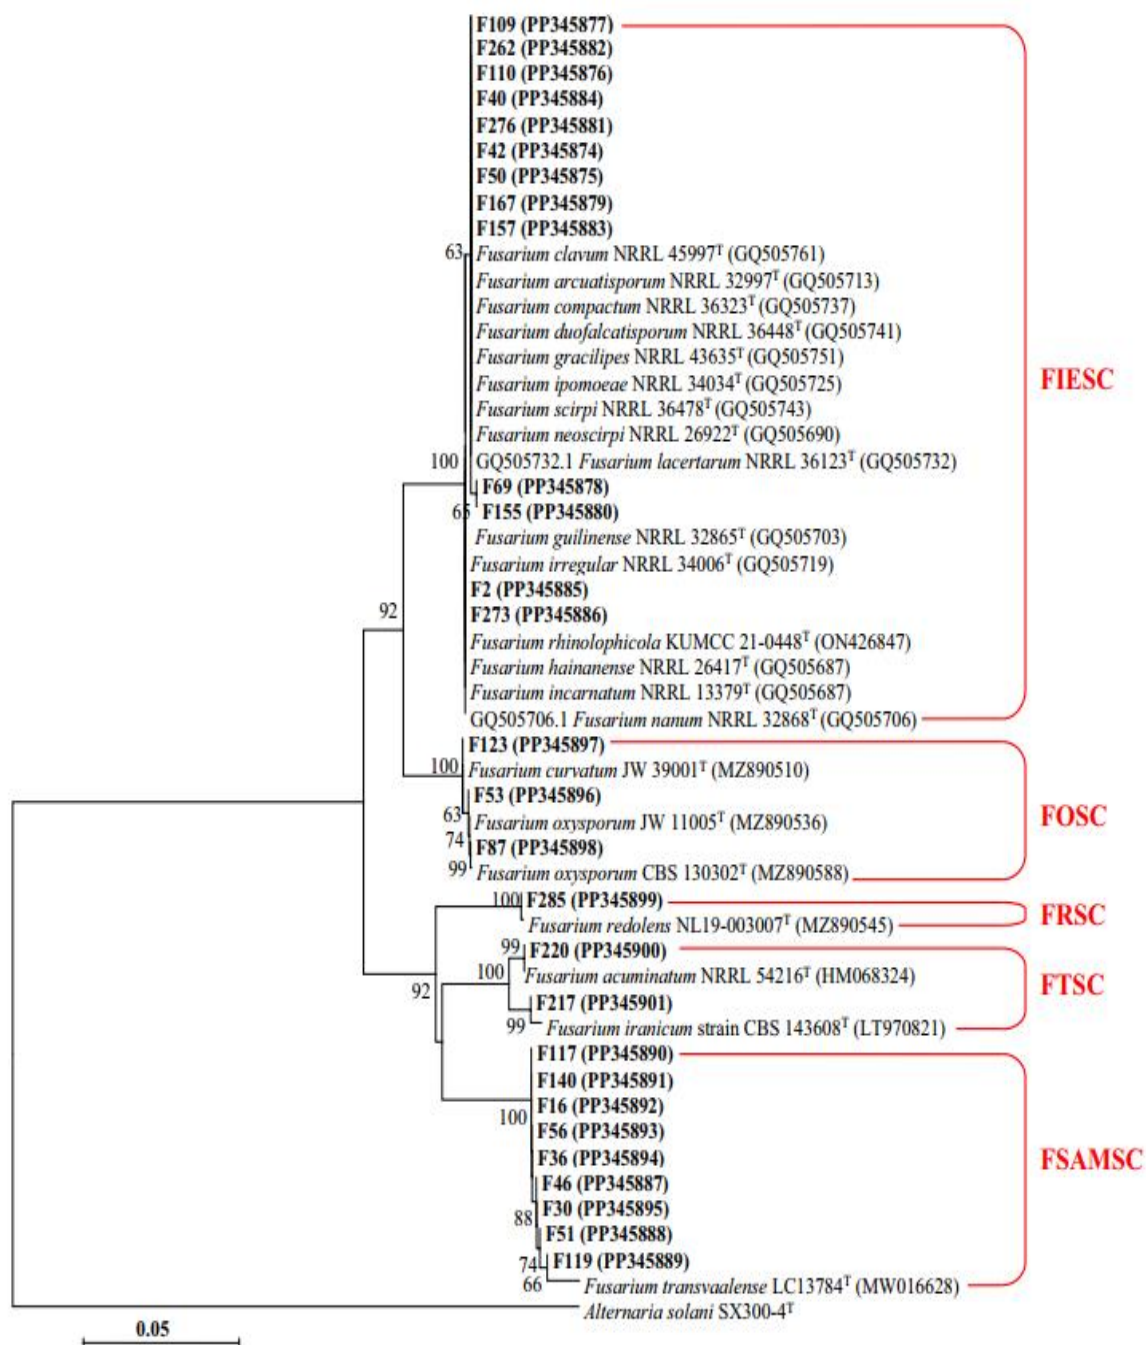 F109 (PP345877)
F262 (PP345882)
F110 (PP345876)
F40 (PP345884)
F276 (PP345881)
F42 (PP345874)
F50 (PP345875)
F167 (PP345879)
F157 (PP345883)
63
Fusarium clavum NRRL 45997ᵀ (GQ505761)
Fusarium arcuatisporum NRRL 32997ᵀ (GQ505713)
Fusarium compactum NRRL 36323ᵀ (GQ505737)
Fusarium duofalcatisporum NRRL 36448ᵀ (GQ505741)
Fusarium gracilipes NRRL 43635ᵀ (GQ505751)
FIESC
Fusarium ipomoeae NRRL 34034ᵀ (GQ505725)
Fusarium scirpi NRRL 36478ᵀ (GQ505743)
Fusarium neoscirpi NRRL 26922ᵀ (GQ505690)
100
GQ505732.1 Fusarium lacertarum NRRL 36123ᵀ (GQ505732)
F69 (PP345878)
65
F155 (PP345880)
Fusarium guilinense NRRL 32865ᵀ (GQ505703)
Fusarium irregular NRRL 34006ᵀ (GQ505719)
F2 (PP345885)
92
F273 (PP345886)
Fusarium rhinolophicola KUMCC 21-0448ᵀ (ON426847)
Fusarium hainanense NRRL 26417ᵀ (GQ505687)
Fusarium incarnatum NRRL 13379ᵀ (GQ505687)
GQ505706.1 Fusarium nanum NRRL 32868ᵀ (GQ505706)
F123 (PP345897)
100
Fusarium curvatum JW 39001ᵀ (MZ890510)
F53 (PP345896)
63
FOSC
Fusarium oxysporum JW 11005ᵀ (MZ890536)
74
F87 (PP345898)
99
Fusarium oxysporum CBS 130302ᵀ (MZ890588)
100
F285 (PP345899)
FRSC
Fusarium redolens NL19-003007ᵀ (MZ890545)
99
F220 (PP345900)
100
Fusarium acuminatum NRRL 54216ᵀ (HM068324)
FTSC
92
F217 (PP345901)
99
Fusarium iranicum strain CBS 143608ᵀ (LT970821)
F117 (PP345890)
F140 (PP345891)
F16 (PP345892)
100
F56 (PP345893)
F36 (PP345894)
FSAMSC
F46 (PP345887)
F30 (PP345895)
88
F51 (PP345888)
F119 (PP345889)
74
66
Fusarium transvaalense LC13784ᵀ (MW016628)
Alternaria solani SX300-4ᵀ
0.05